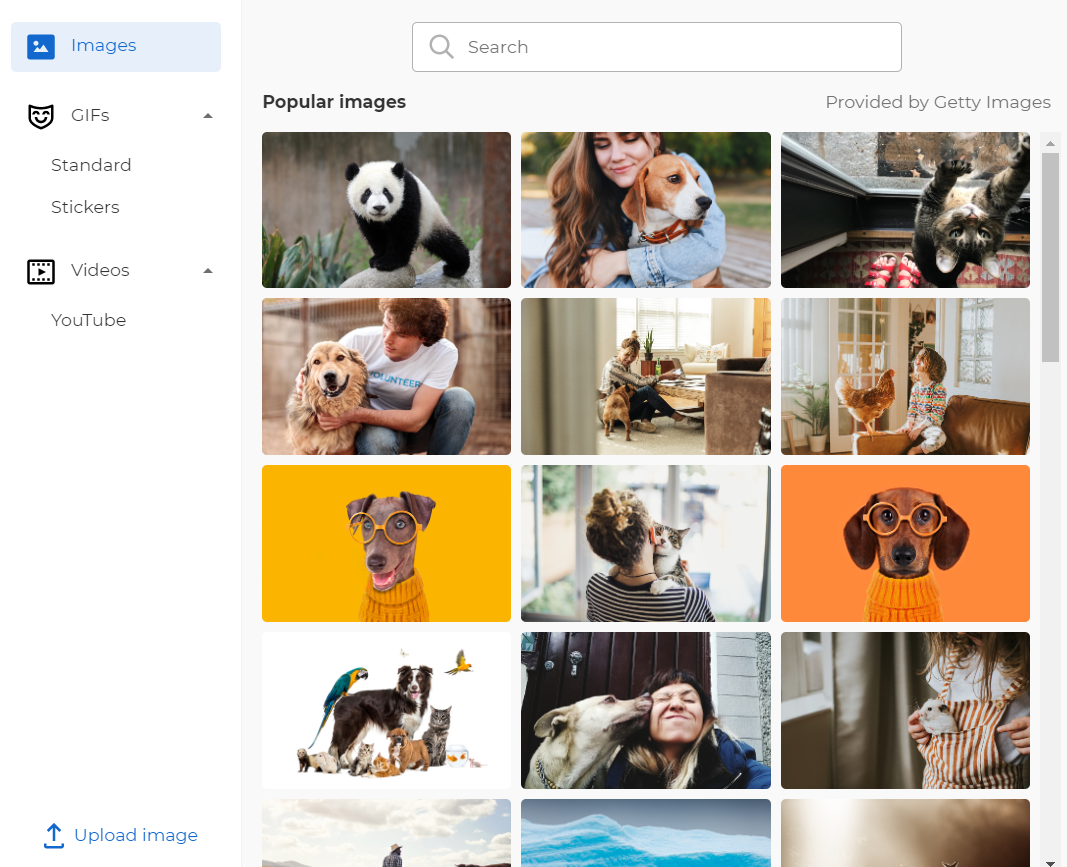 Images
GIFs
Standard
Stickers
Videos
YouTube
Upload image
Search
Popular images
Provided by Getty Images
VOLUNTEER